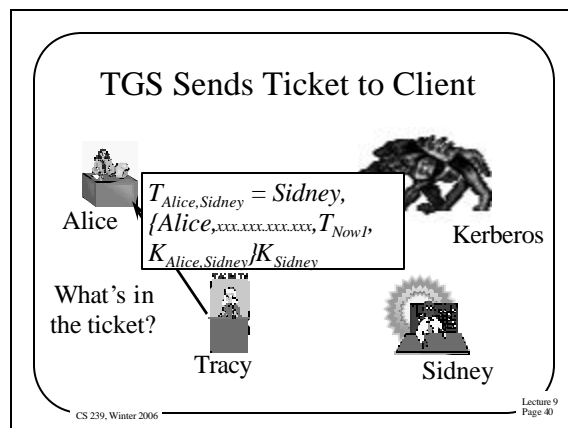 TGS Sends Ticket to Client
Alice
T_Alice,Sidney = Sidney,
{Alice,xxx.xxx.xxx.xxx,T_Now1,
K_Alice,Sidney}K_Sidney
Kerberos
What's in
the ticket?
Tracy
Sidney
CS 239, Winter 2006
Lecture 9
Page 40